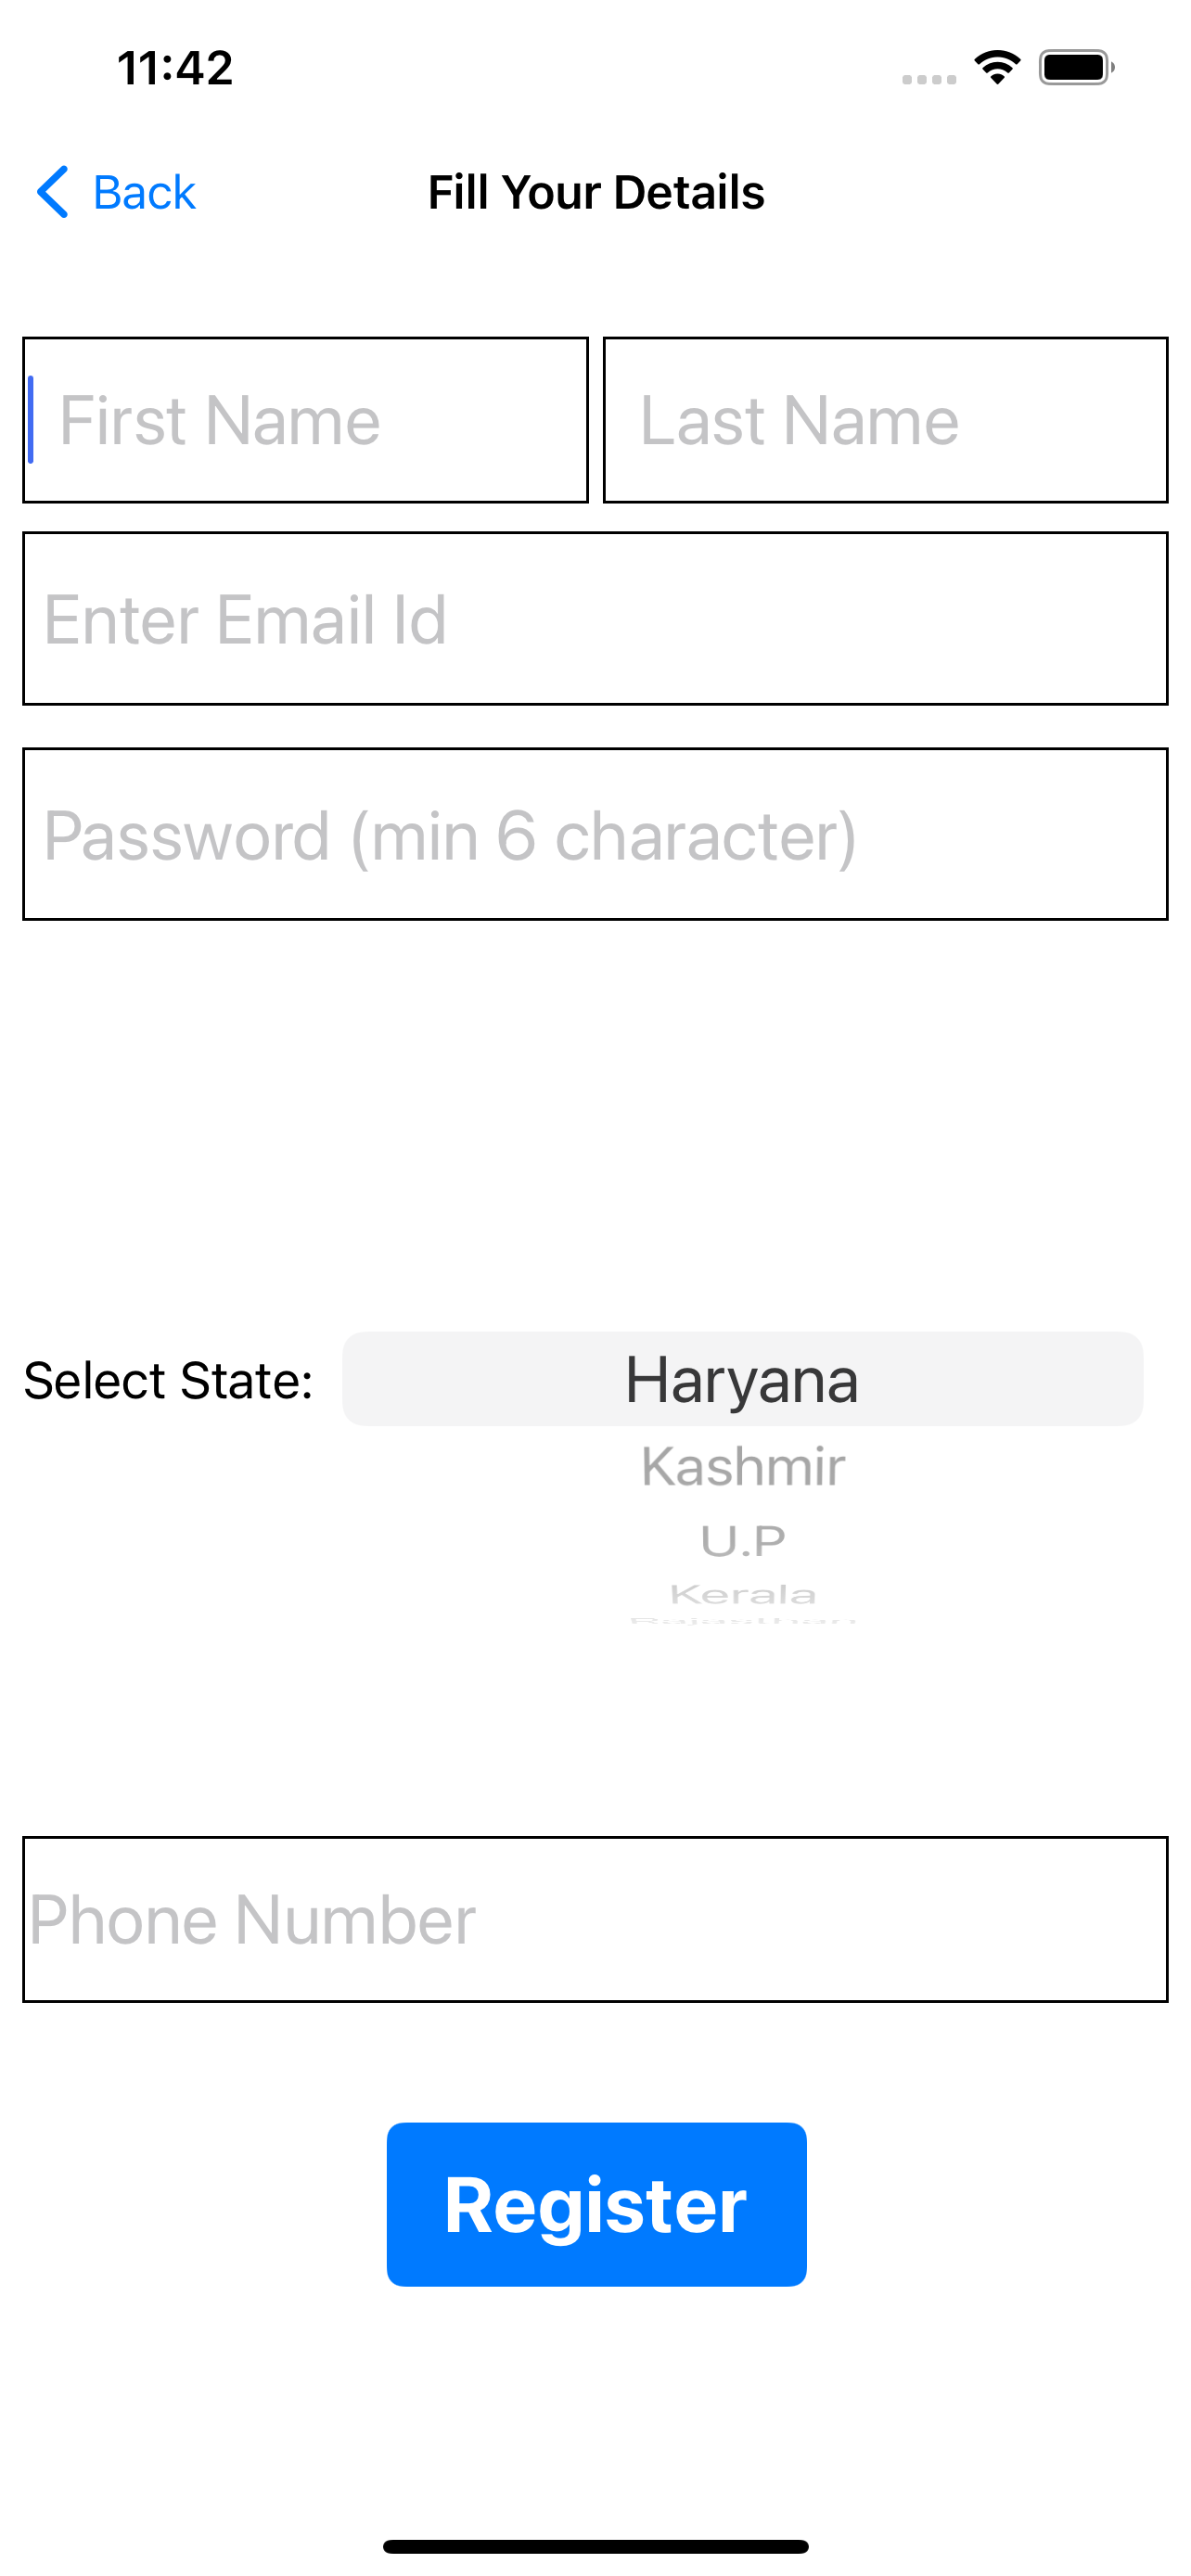 11:42
Back Fill Your Details
First Name Last Name
Enter Email Id
Password (min 6 character)
Select State: Haryana
Kashmir
U.P
Kerala
Rajasthan
Phone Number
Register